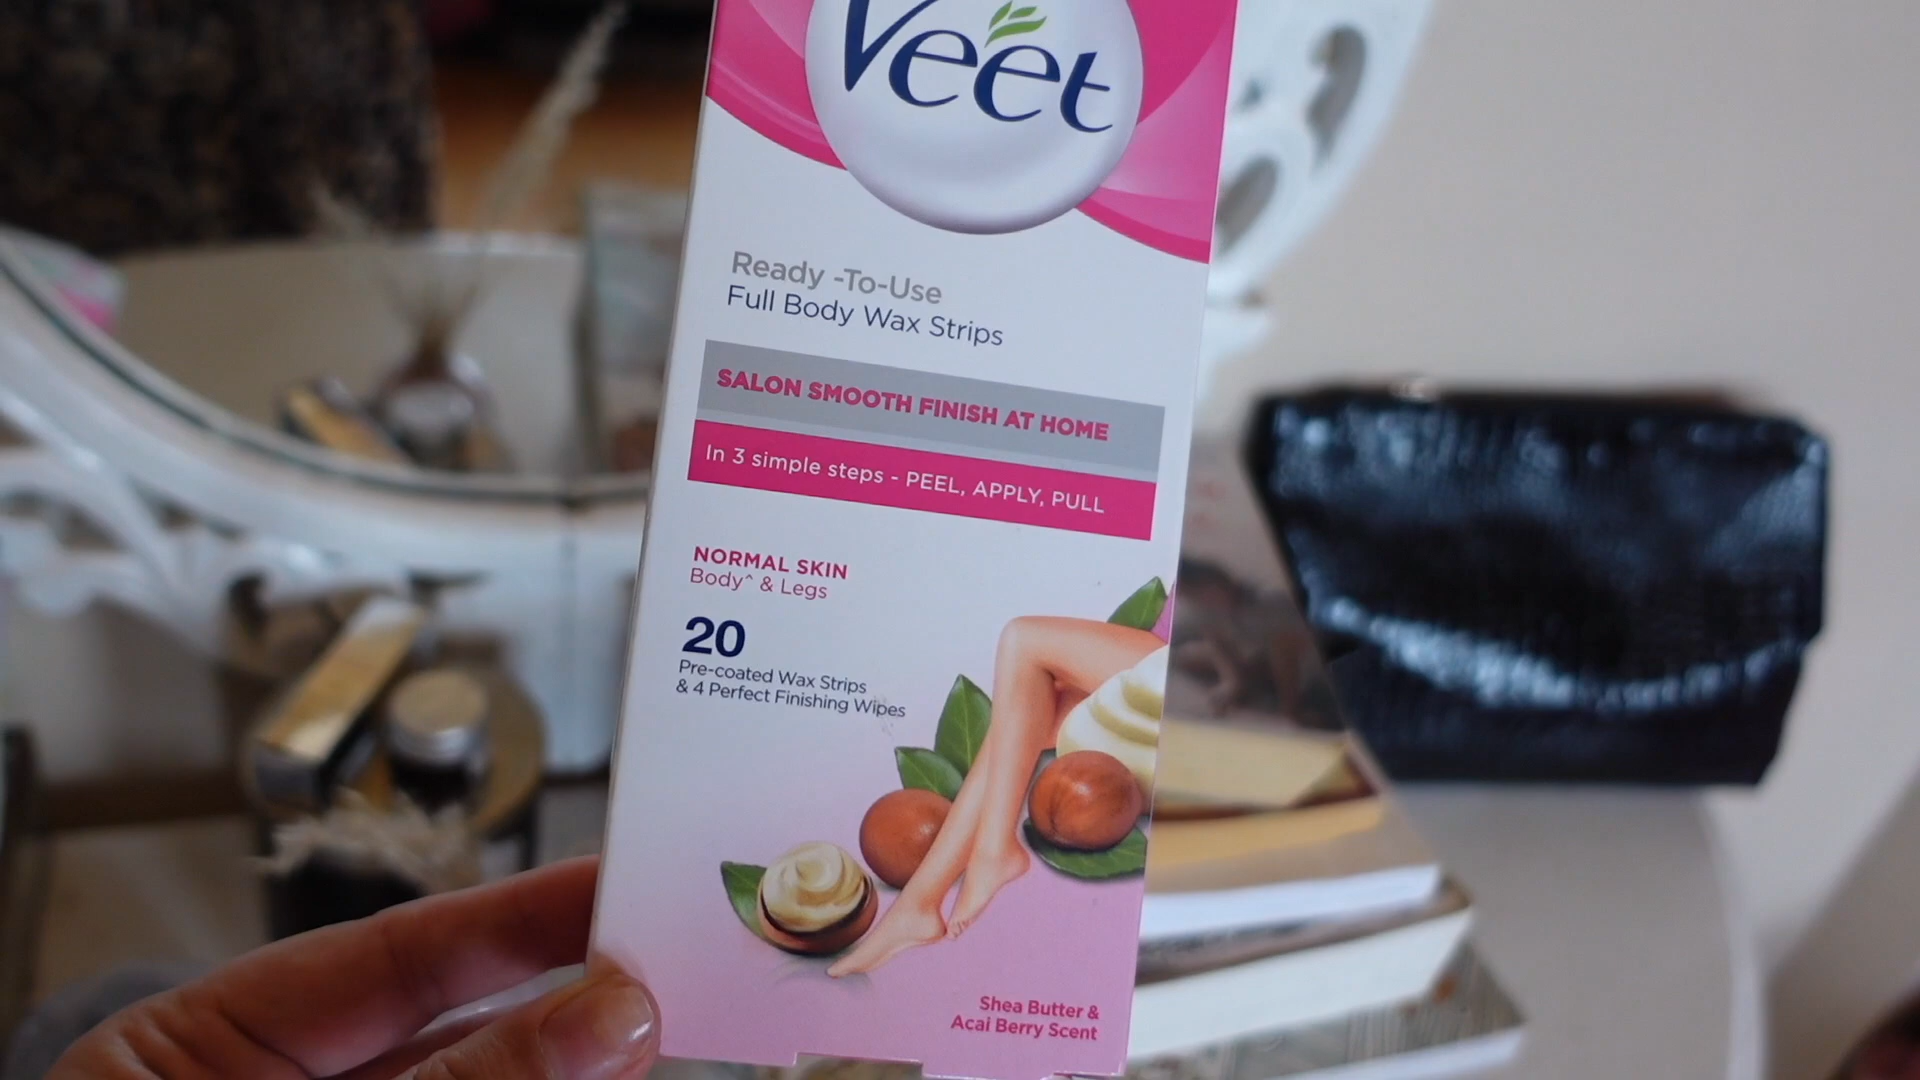 Veet
Ready -To-Use
Full Body Wax Strips
SALON SMOOTH FINISH AT HOME
In 3 simple steps - PEEL, APPLY, PULL
NORMAL SKIN
Body^ & Legs
20
Pre-coated Wax Strips
& 4 Perfect Finishing Wipes
Shea Butter &
Acai Berry Scent